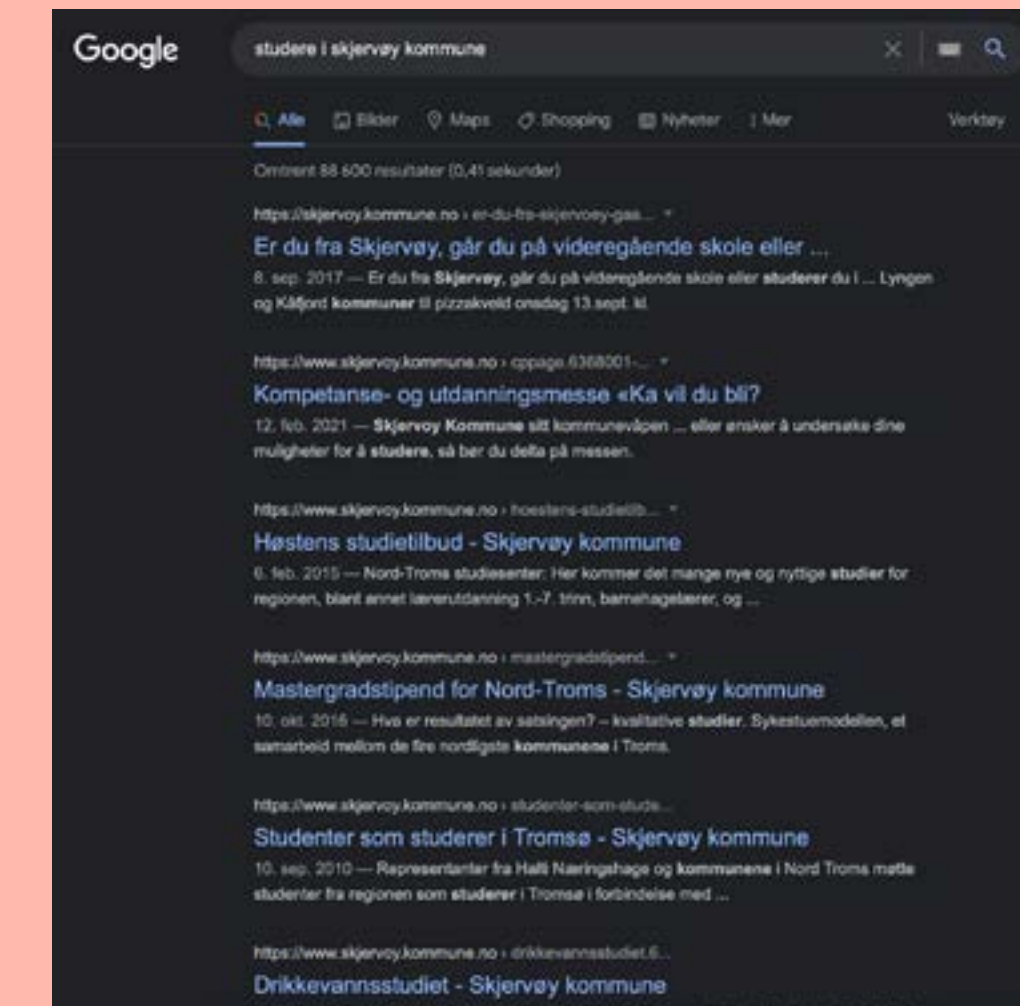 Google
studere i skjervøy kommune
Alle Bilder Maps Shopping Nyheter Mer Verktøy
Omtrent 88 600 resultater (0,41 sekunder)
https://skjervoy.kommune.no › er-du-fra-skjervoey-gaa...
Er du fra Skjervøy, går du på videregående skole eller ...
8. sep. 2017 — Er du fra Skjervøy, går du på videregående skole eller studerer du i ... Lyngen
og Kåfjord kommuner til pizzakveld onsdag 13.sept. kl.
https://www.skjervoy.kommune.no › cppage.6368001-...
Kompetanse- og utdanningsmesse «Ka vil du bli?
12. feb. 2021 — Skjervoy Kommune sitt kommunevåpen ... eller ønsker å undersøke dine
muligheter for å studere, så bør du delta på messen.
https://www.skjervoy.kommune.no › hoestens-studietilb...
Høstens studietilbud - Skjervøy kommune
6. feb. 2015 — Nord-Troms studiesenter: Her kommer det mange nye og nyttige studier for
regionen, blant annet lærerutdanning 1.-7. trinn, barnehagelærer, og ...
https://www.skjervoy.kommune.no › mastergradstipend...
Mastergradstipend for Nord-Troms - Skjervøy kommune
10. okt. 2016 — Hva er resultatet av satsingen? – kvalitative studier. Sykestuemodellen, et
samarbeid mellom de fire nordligste kommunene i Troms.
https://www.skjervoy.kommune.no › studenter-som-stude...
Studenter som studerer i Tromsø - Skjervøy kommune
10. sep. 2010 — Representanter fra Halti Næringshage og kommunene i Nord Troms møtte
studenter fra regionen som studerer i Tromsø i forbindelse med ...
https://www.skjervoy.kommune.no › drikkevannsstudiet.6...
Drikkevannsstudiet - Skjervøy kommune